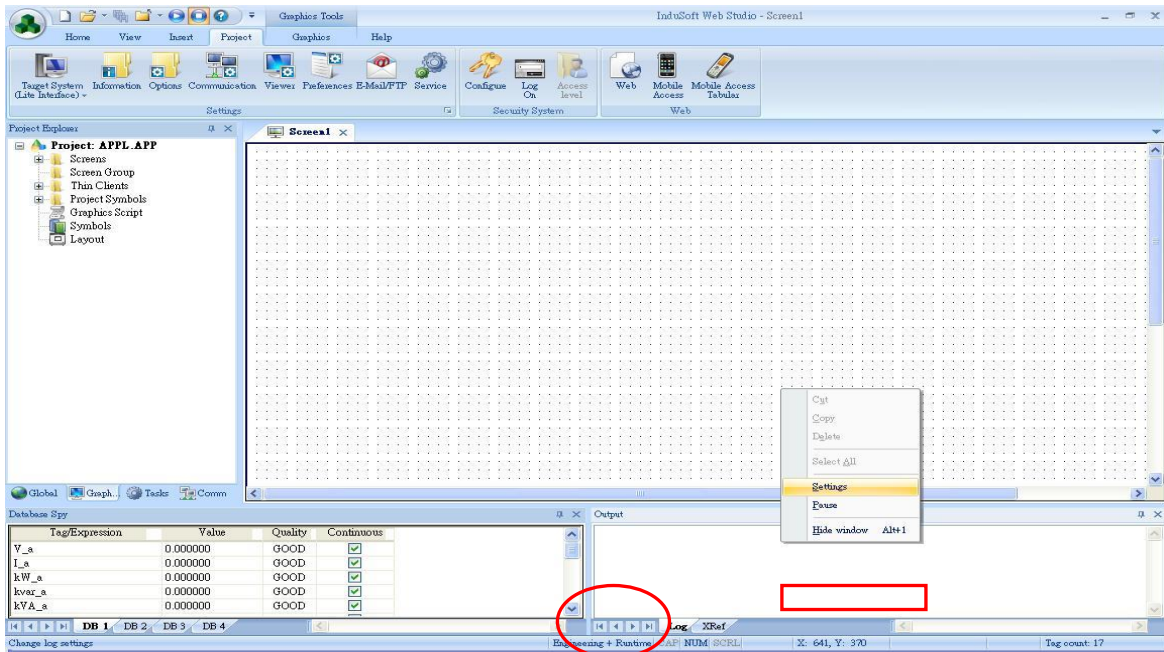 Graphics Tools
InduSoft Web Studio - Screen1
Home View Insert Project Graphics Help
Target System (Lite Interface)
Information
Options
Communication
Viewer
Preferences
E-Mail/FTP
Service
Configure
Log On
Access level
Web
Mobile Access
Mobile Access Tabular
Settings
Security System
Web
Project Explorer
Screen1
Project: APPL.APP
Screens
Screen Group
Thin Clients
Project Symbols
Graphics Script
Symbols
Layout
Cut
Copy
Delete
Select All
Settings
Pause
Hide window Alt+1
Global Graph... Tasks Comm
Database Spy
Output
Tag/Expression Value Quality Continuous
V_a 0.000000 GOOD
I_a 0.000000 GOOD
kW_a 0.000000 GOOD
kvar_a 0.000000 GOOD
kVA_a 0.000000 GOOD
DB 1 DB 2 DB 3 DB 4
Log XRef
Change log settings
Engineering + Runtime CAP NUM SCRL X: 641, Y: 370 Tag count: 17